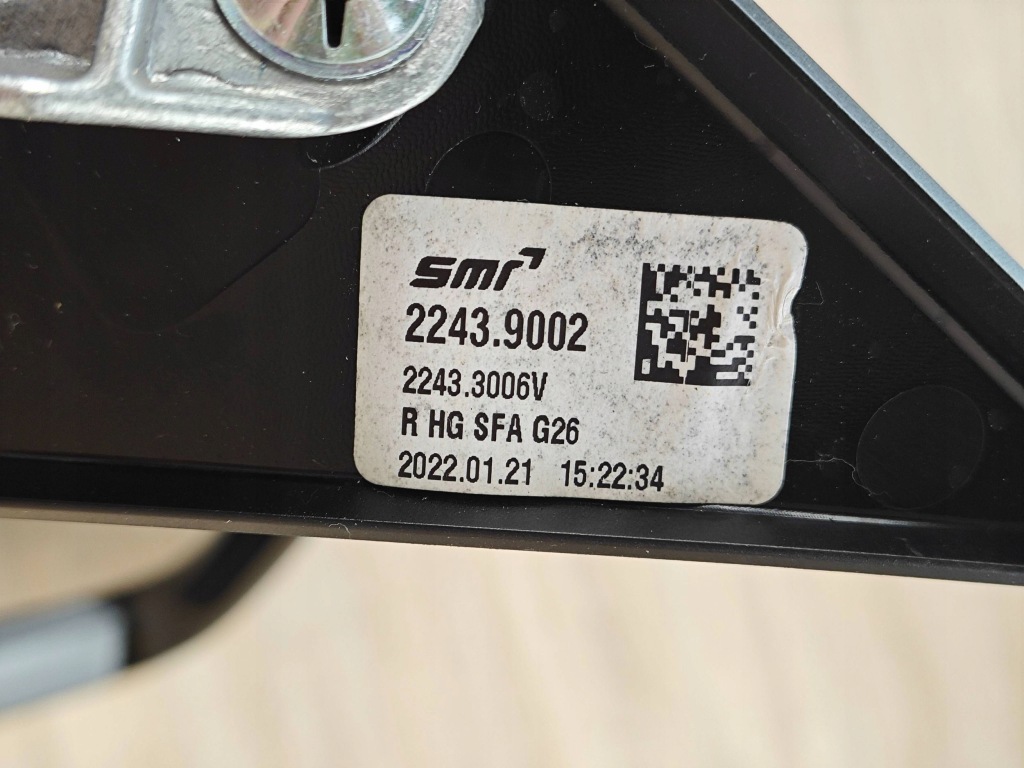 smr
2243.9002
2243.3006V
R HG SFA G26
2022.01.21 15:22:34